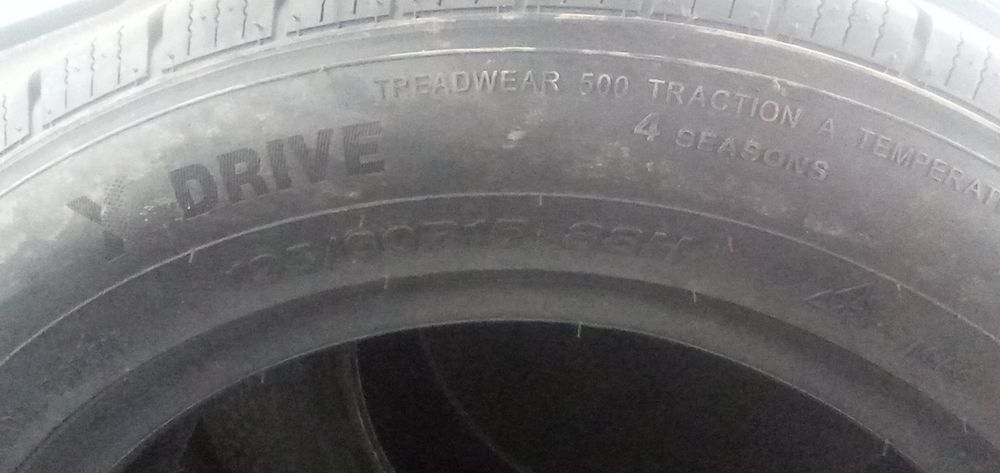 TREADWEAR 500 TRACTION A TEMPERAT
4 SEASONS
X DRIVE